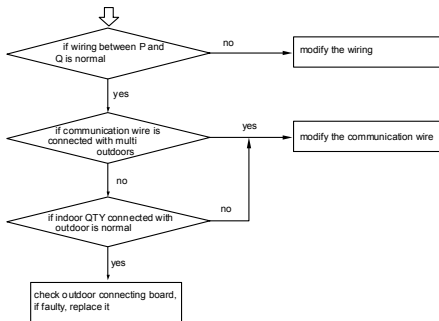 if wiring between P and
Q is normal
no
modify the wiring
yes
if communication wire is
connected with multi
outdoors
yes
modify the communication wire
no
if indoor QTY connected with
outdoor is normal
no
yes
check outdoor connecting board,
if faulty, replace it